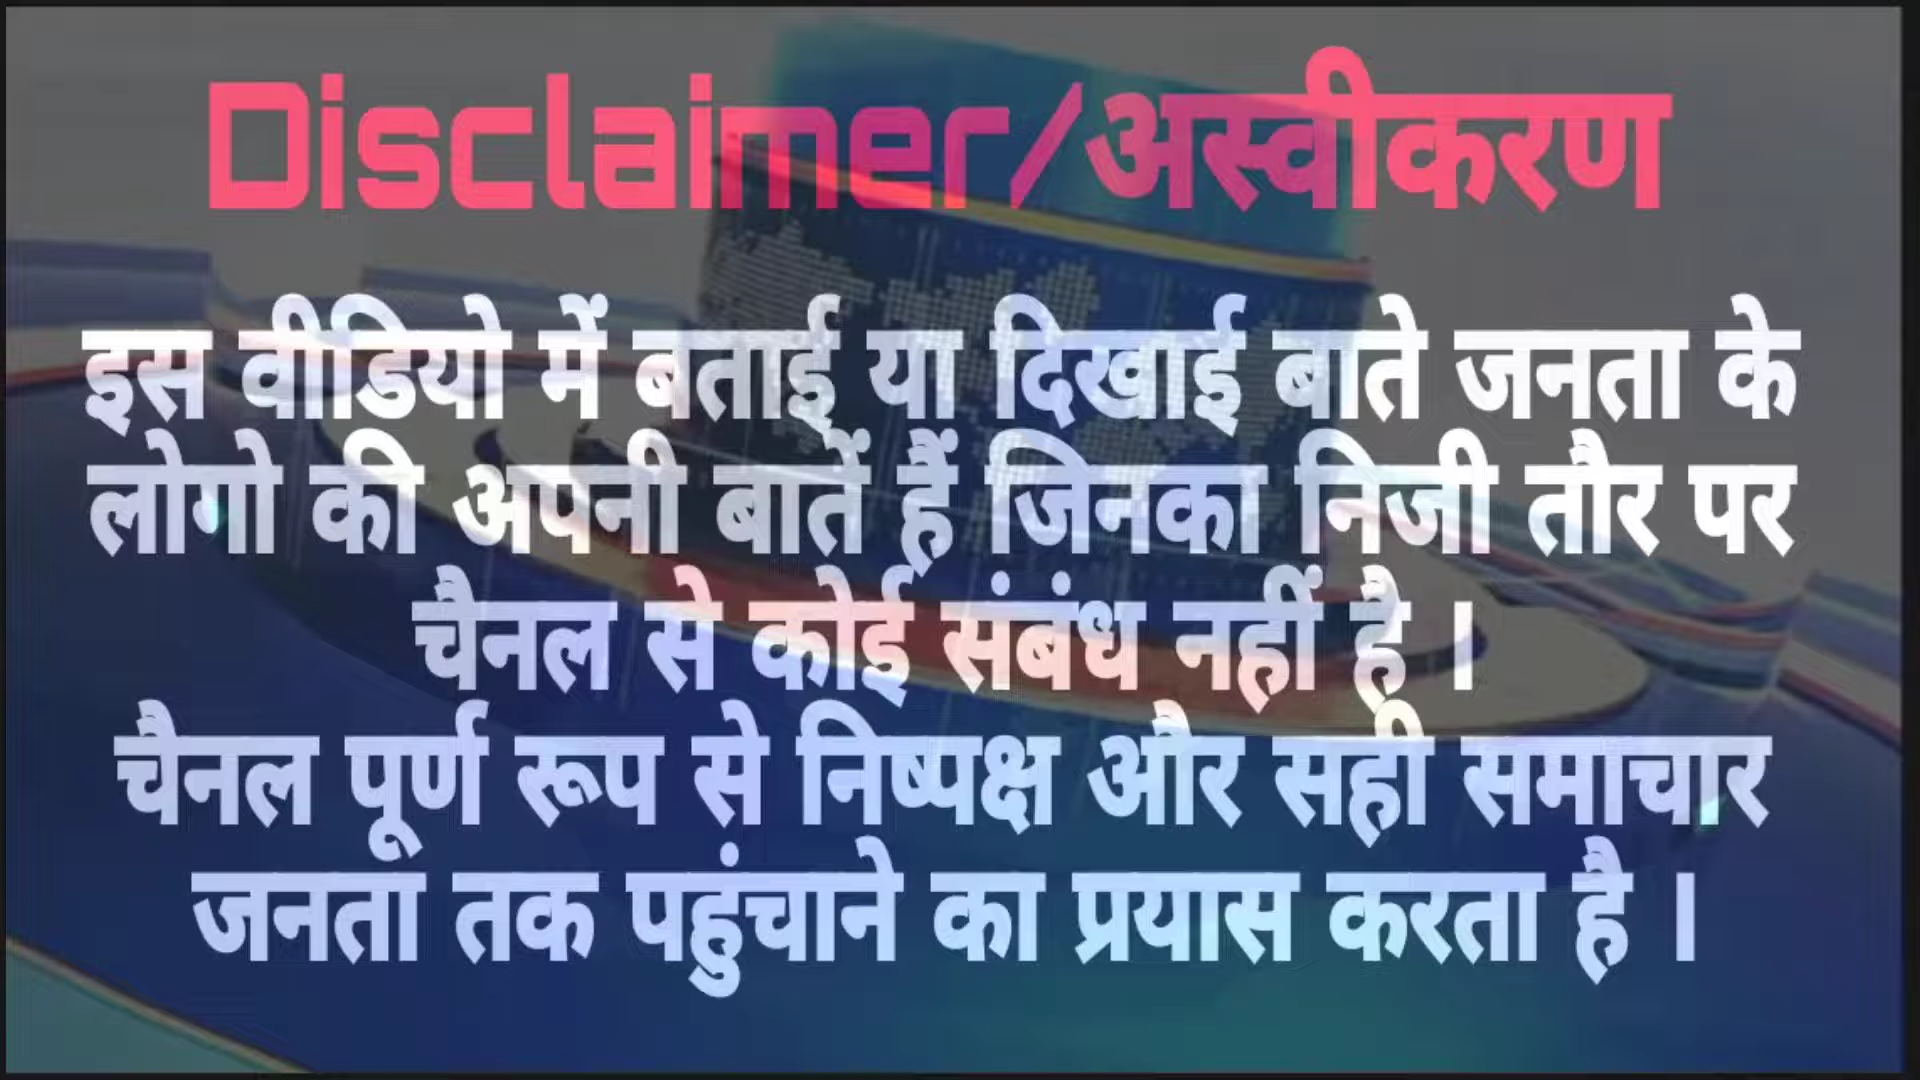 Disclaimer/अस्वीकरण
इस वीडियो में बताई या दिखाई बाते जनता के
लोगो की अपनी बातें हैं जिनका निजी तौर पर
चैनल से कोई संबंध नहीं है ।
चैनल पूर्ण रूप से निष्पक्ष और सही समाचार
जनता तक पहुंचाने का प्रयास करता है ।